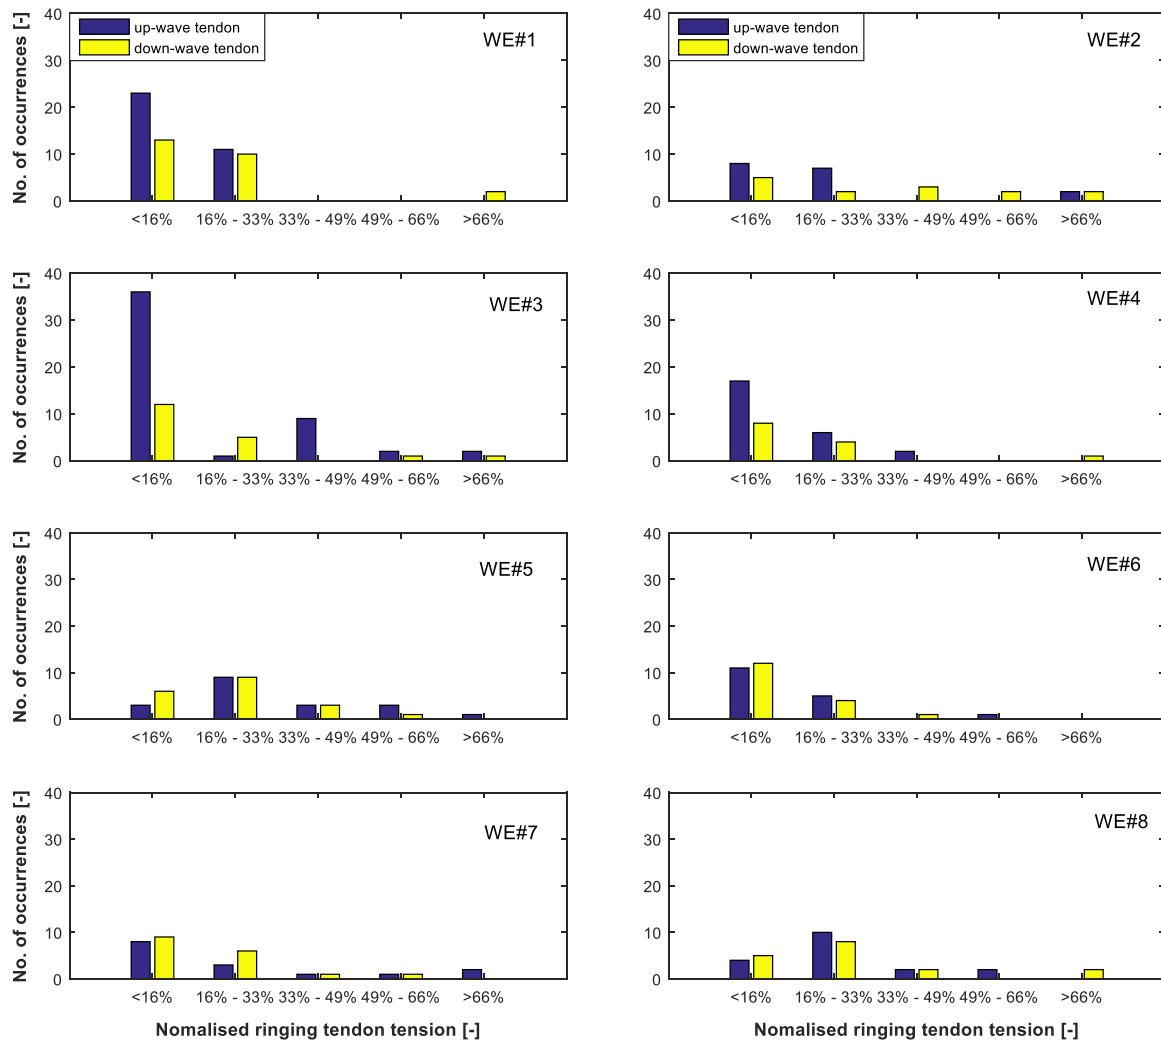 No. of occurrences [-]
40
30
20
10
0
up-wave tendon
down-wave tendon
WE#1
<16% 16% - 33% 33% - 49% 49% - 66% >66%
40
30
20
10
0
up-wave tendon
down-wave tendon
WE#2
<16% 16% - 33% 33% - 49% 49% - 66% >66%
No. of occurrences [-]
40
30
20
10
0
WE#3
<16% 16% - 33% 33% - 49% 49% - 66% >66%
40
30
20
10
0
WE#4
<16% 16% - 33% 33% - 49% 49% - 66% >66%
No. of occurrences [-]
40
30
20
10
0
WE#5
<16% 16% - 33% 33% - 49% 49% - 66% >66%
40
30
20
10
0
WE#6
<16% 16% - 33% 33% - 49% 49% - 66% >66%
No. of occurrences [-]
40
30
20
10
0
WE#7
<16% 16% - 33% 33% - 49% 49% - 66% >66%
Nomalised ringing tendon tension [-]
40
30
20
10
0
WE#8
<16% 16% - 33% 33% - 49% 49% - 66% >66%
Nomalised ringing tendon tension [-]